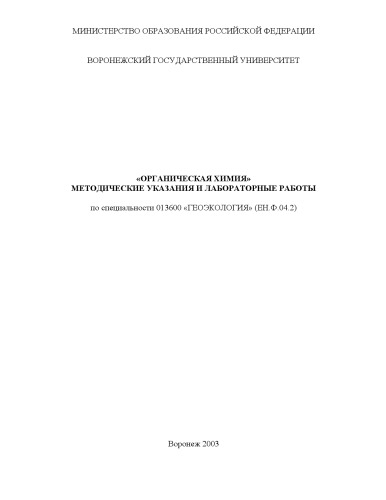 МИНИСТЕРСТВО ОБРАЗОВАНИЯ РОССИЙСКОЙ ФЕДЕРАЦИИ
ВОРОНЕЖСКИЙ ГОСУДАРСТВЕННЫЙ УНИВЕРСИТЕТ
«ОРГАНИЧЕСКАЯ ХИМИЯ»
МЕТОДИЧЕСКИЕ УКАЗАНИЯ И ЛАБОРАТОРНЫЕ РАБОТЫ
по специальности 013600 «ГЕОЭКОЛОГИЯ» (ЕН.Ф.04.2)
Воронеж 2003